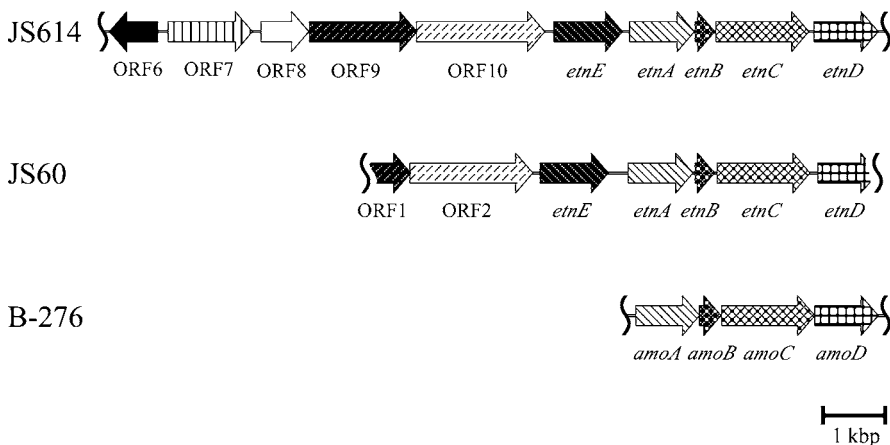 JS614
ORF6 ORF7 ORF8 ORF9 ORF10 etnE etnA etnB etnC etnD
JS60
ORF1 ORF2 etnE etnA etnB etnC etnD
B-276
amoA amoB amoC amoD
1 kbp